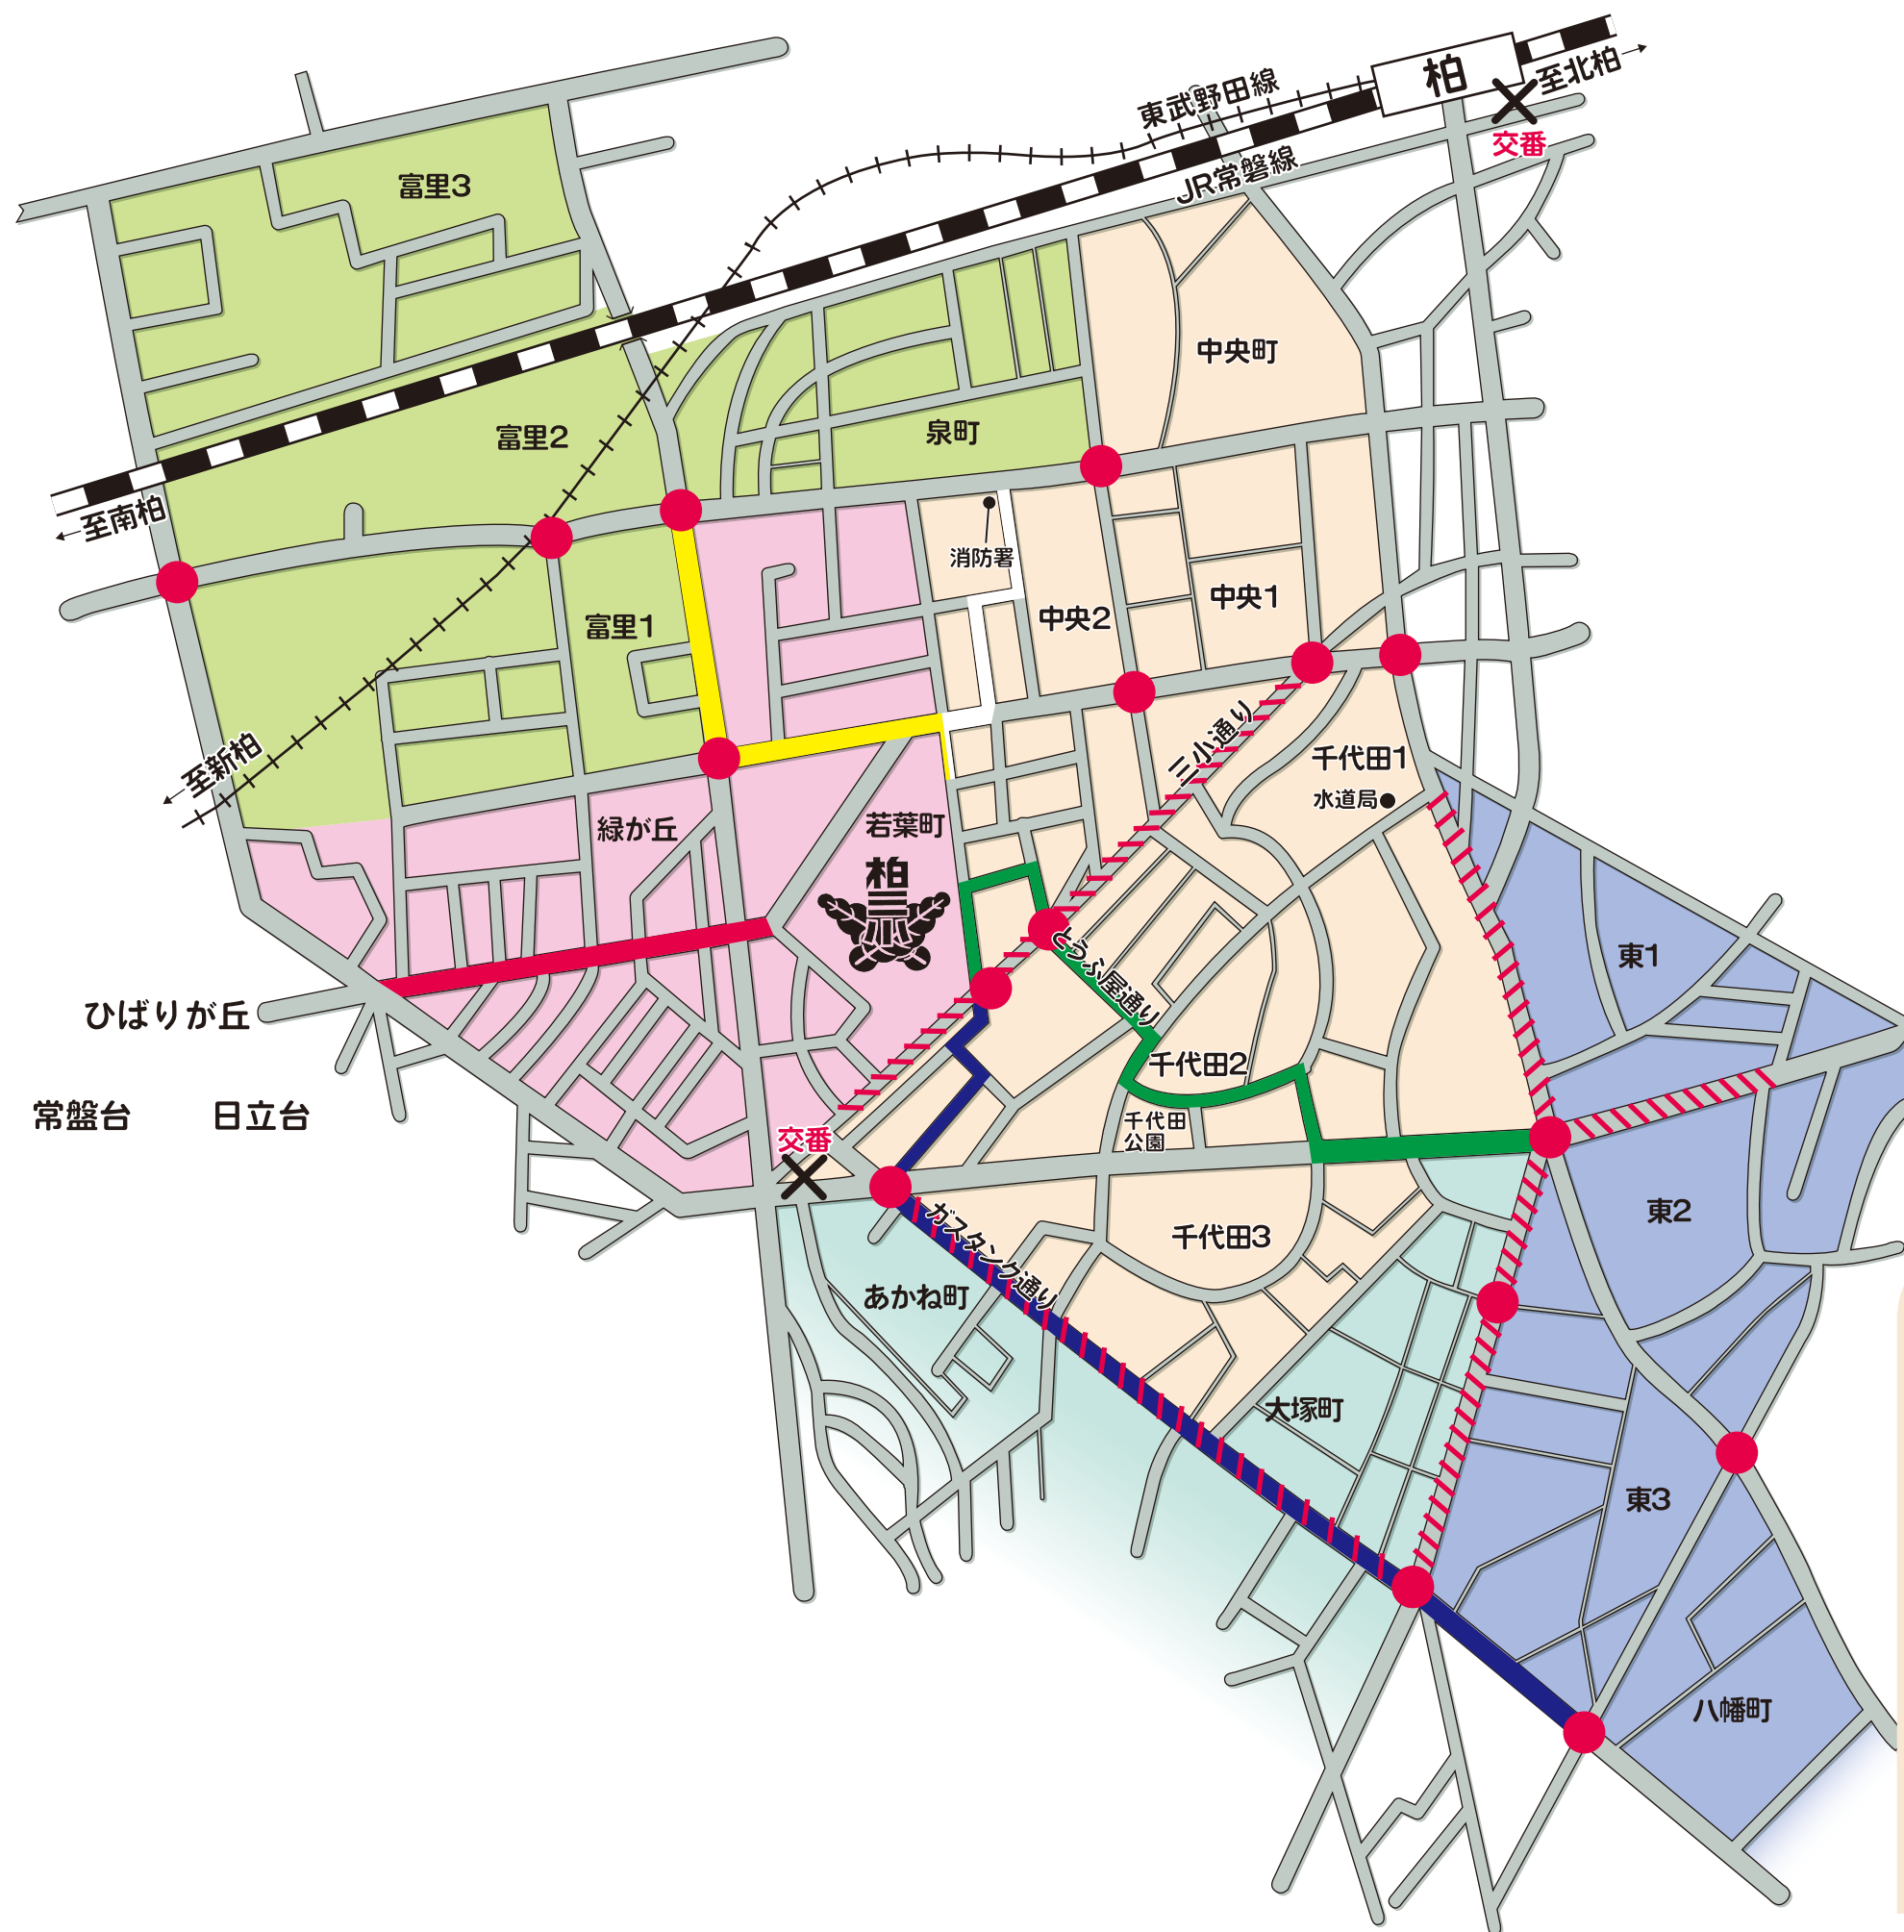 柏
至北柏
交番
東武野田線
JR常磐線
富里3
中央町
富里2
泉町
至南柏
消防署
中央2
中央1
富里1
至新柏
三小通り
千代田1
水道局
緑が丘
若葉町
柏
三
小
東1
とうふ屋通り
ひばりが丘
千代田2
常盤台
日立台
千代田
公園
交番
東2
ガスタンク通り
千代田3
あかね町
大塚町
東3
八幡町